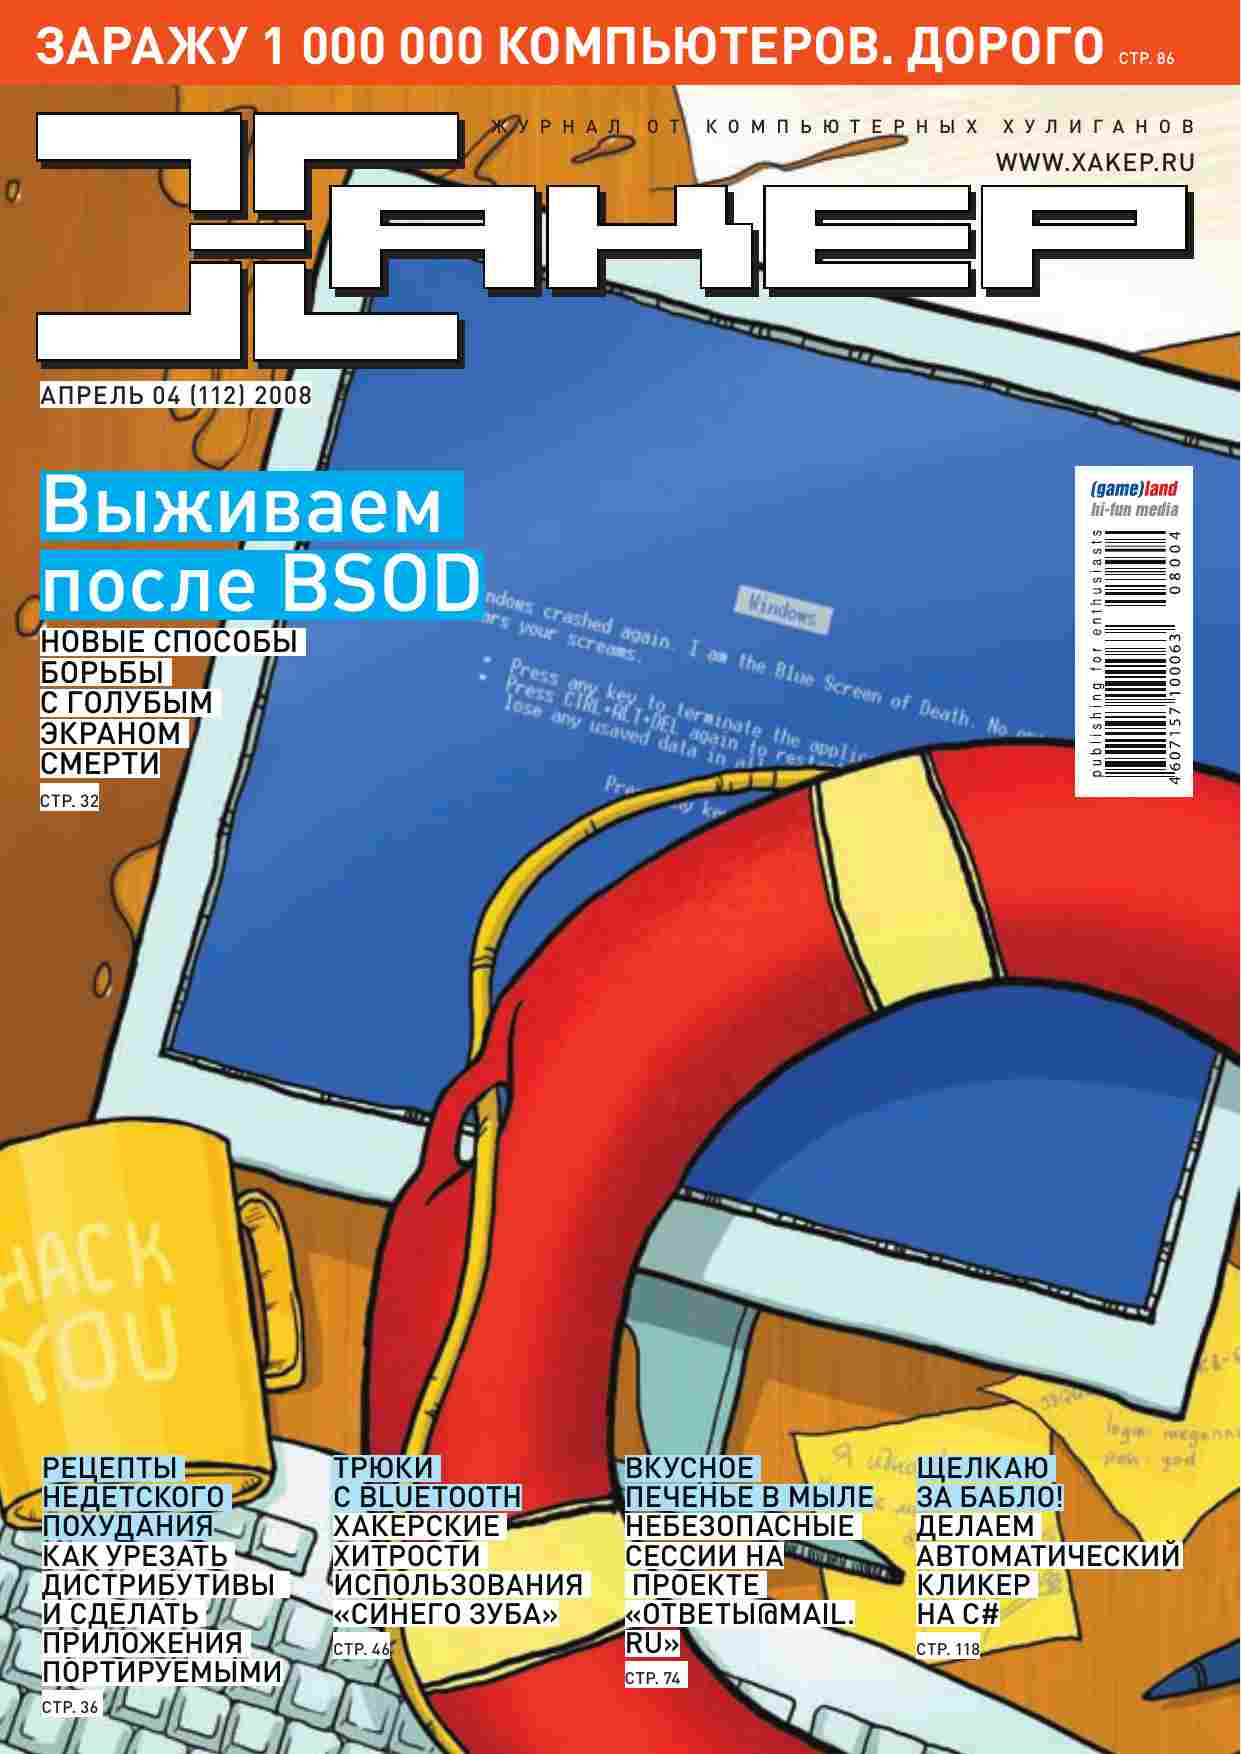 ЗАРАЖУ 1 000 000 КОМПЬЮТЕРОВ. ДОРОГО СТР. 86
ЖУРНАЛ ОТ КОМПЬЮТЕРНЫХ ХУЛИГАНОВ
WWW.XAKEP.RU
ХАКЕР
АПРЕЛЬ 04 (112) 2008
(game)land
hi-fun media
publishing for enthusiasts
08004
4607157100063
Выживаем
после BSOD
НОВЫЕ СПОСОБЫ
БОРЬБЫ
С ГОЛУБЫМ
ЭКРАНОМ
СМЕРТИ
СТР. 32
Windows
ndows crashed again. I am the Blue Screen of Death. No
ars your screams.
• Press any key to terminate the applic
• Press CTRL+ALT+DEL again to rest
lose any usaved data in all
HACK
YOU
Я
login:
god
РЕЦЕПТЫ
НЕДЕТСКОГО
ПОХУДАНИЯ
КАК УРЕЗАТЬ
ДИСТРИБУТИВЫ
И СДЕЛАТЬ
ПРИЛОЖЕНИЯ
ПОРТИРУЕМЫМИ
СТР. 36
ТРЮКИ
С BLUETOOTH
ХАКЕРСКИЕ
ХИТРОСТИ
ИСПОЛЬЗОВАНИЯ
«СИНЕГО ЗУБА»
СТР. 46
ВКУСНОЕ
ПЕЧЕНЬЕ В МЫЛЕ
НЕБЕЗОПАСНЫЕ
СЕССИИ НА
ПРОЕКТЕ
«ОТВЕТЫ@MAIL.
RU»
СТР. 74
ЩЕЛКАЮ
ЗА БАБЛО!
ДЕЛАЕМ
АВТОМАТИЧЕСКИЙ
КЛИКЕР
НА C#
СТР. 118